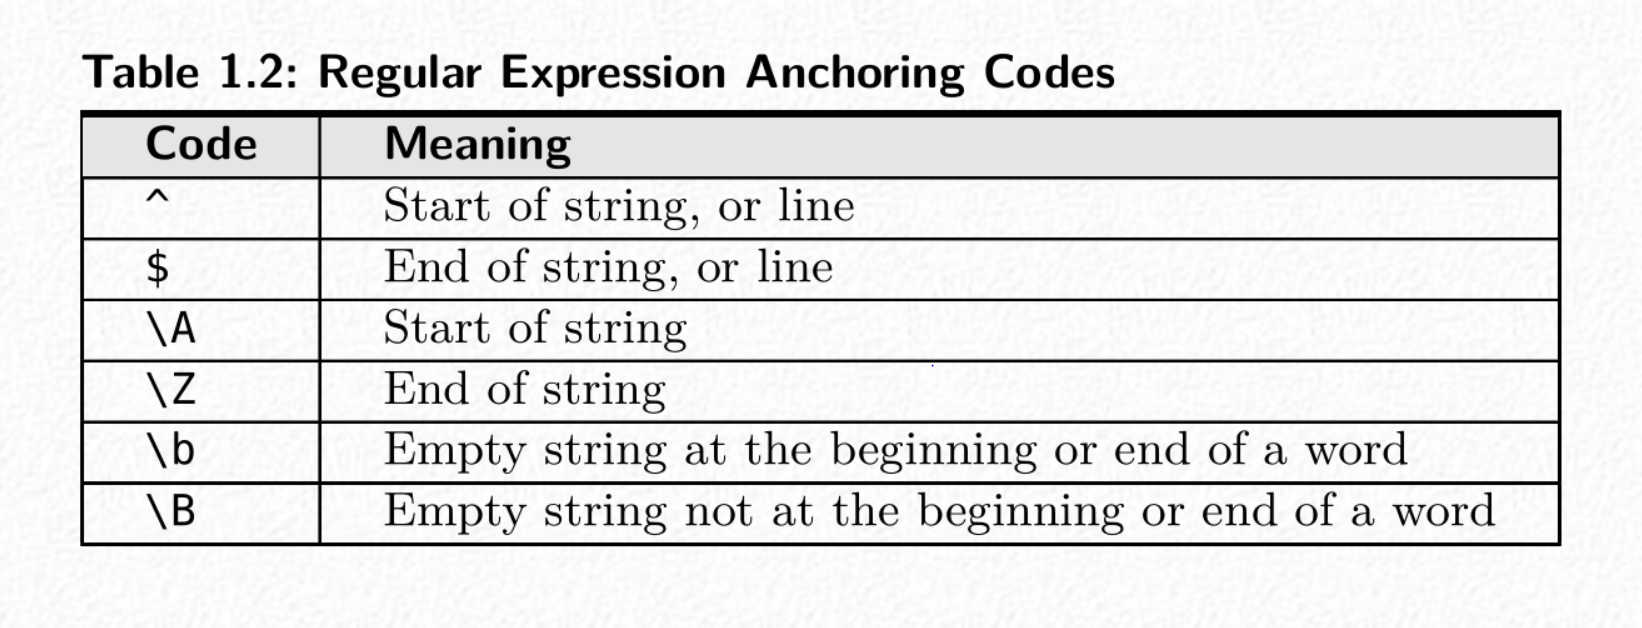 Table 1.2: Regular Expression Anchoring Codes
Code Meaning
^ Start of string, or line
$ End of string, or line
\A Start of string
\Z End of string
\b Empty string at the beginning or end of a word
\B Empty string not at the beginning or end of a word